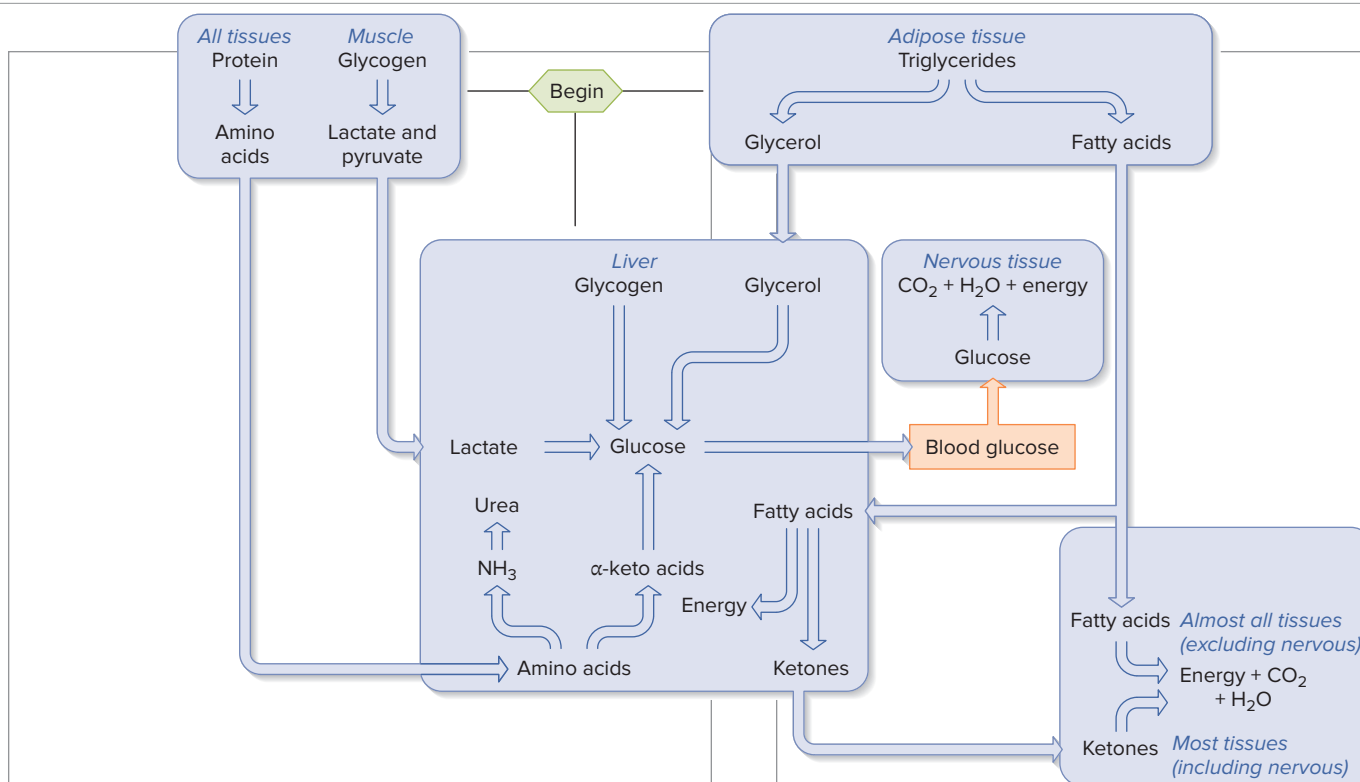 All tissues
Protein
Amino
acids
Muscle
Glycogen
Lactate and
pyruvate
Begin
Adipose tissue
Triglycerides
Glycerol
Fatty acids
Liver
Glycogen
Glycerol
Nervous tissue
CO₂ + H₂O + energy
Glucose
Lactate
Glucose
Blood glucose
Urea
Fatty acids
NH₃
α-keto acids
Energy
Amino acids
Ketones
Fatty acids
Almost all tissues
(excluding nervous)
Energy + CO₂
+ H₂O
Ketones
Most tissues
(including nervous)